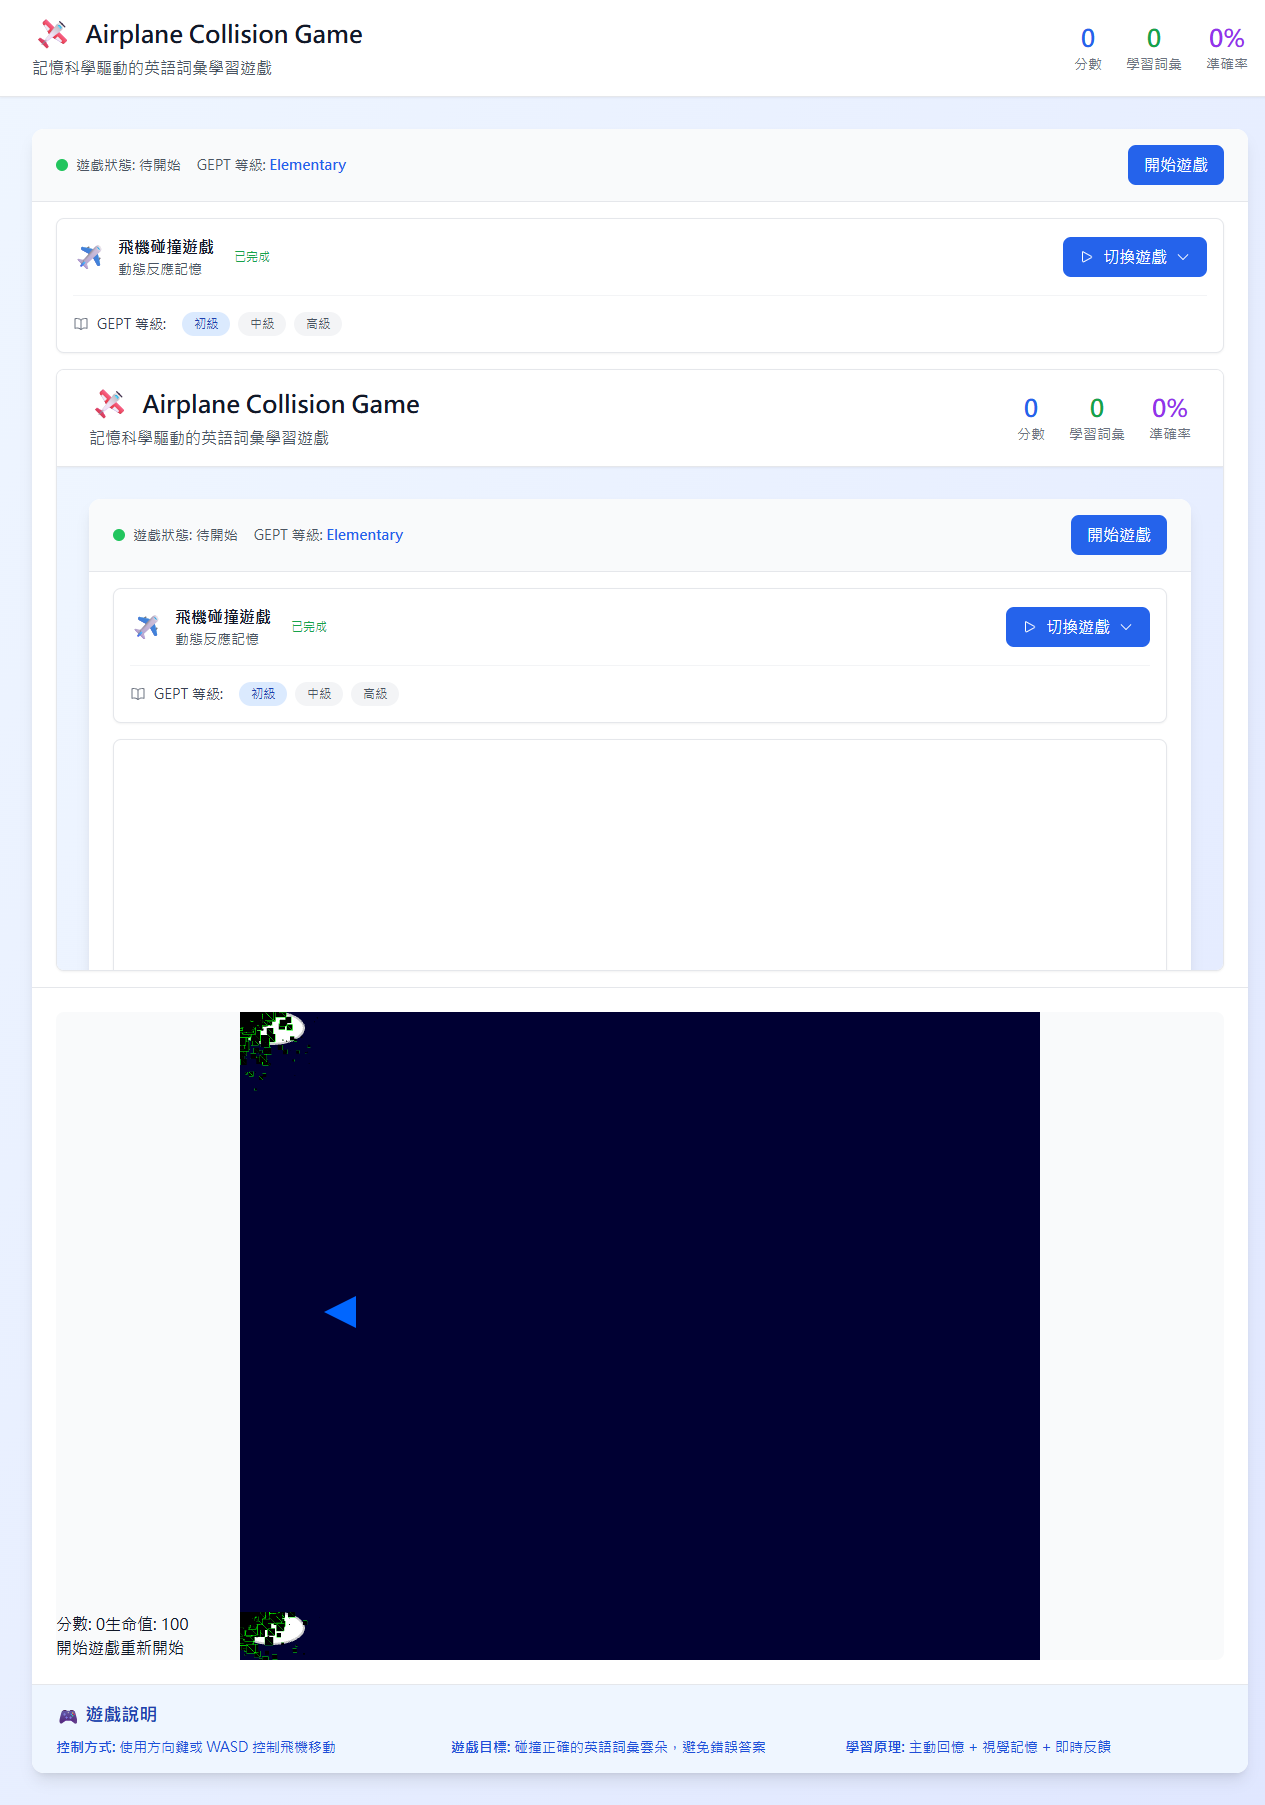 Airplane Collision Game
記憶科學驅動的英語詞彙學習遊戲
0
分數
0
學習詞彙
0%
準確率
遊戲狀態: 待開始 GEPT 等級: Elementary
開始遊戲
飛機碰撞遊戲
動態反應記憶
已完成
切換遊戲
GEPT 等級: 初級 中級 高級
Airplane Collision Game
記憶科學驅動的英語詞彙學習遊戲
0
分數
0
學習詞彙
0%
準確率
遊戲狀態: 待開始 GEPT 等級: Elementary
開始遊戲
飛機碰撞遊戲
動態反應記憶
已完成
切換遊戲
GEPT 等級: 初級 中級 高級
分數: 0生命值: 100
開始遊戲重新開始
遊戲說明
控制方式: 使用方向鍵或 WASD 控制飛機移動
遊戲目標: 碰撞正確的英語詞彙雲朵，避免錯誤答案
學習原理: 主動回憶 + 視覺記憶 + 即時反饋